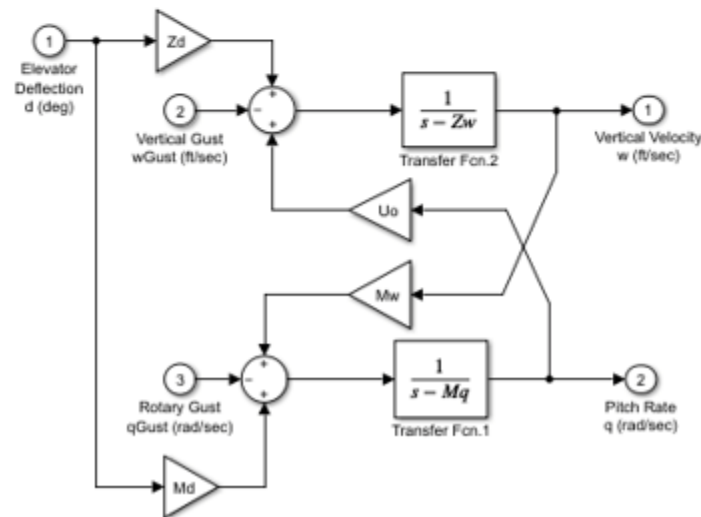 1
Elevator
Deflection
d (deg)
Zd
2
Vertical Gust
wGust (ft/sec)
+
−
+
1
s − Zw
Transfer Fcn.2
1
Vertical Velocity
w (ft/sec)
Uo
Mw
3
Rotary Gust
qGust (rad/sec)
+
−
+
1
s − Mq
Transfer Fcn.1
2
Pitch Rate
q (rad/sec)
Md